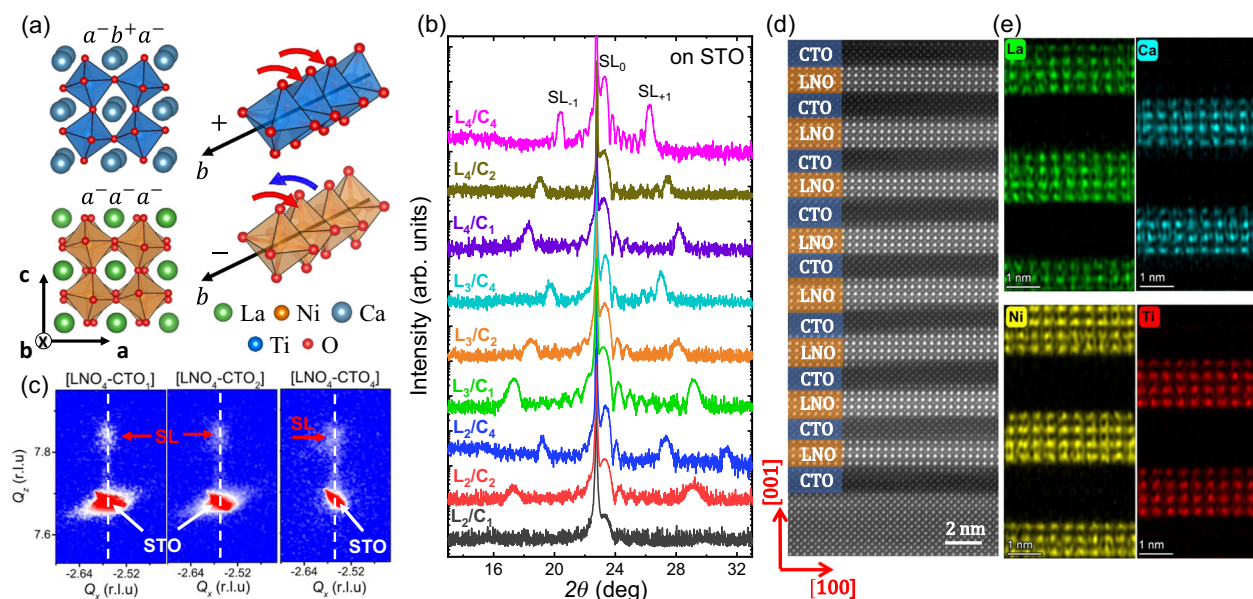 (a)
a⁻b⁺a⁻
+
b
a⁻a⁻a⁻
−
b
c
b
x
a
La
Ni
Ca
Ti
O
(b)
on STO
SL₋₁
SL₀
SL₊₁
L₄/C₄
L₄/C₂
L₄/C₁
L₃/C₄
L₃/C₂
L₃/C₁
L₂/C₄
L₂/C₂
L₂/C₁
Intensity (arb. units)
13 16 20 24 28 32
2θ (deg)
(c)
[LNO₄-CTO₁] [LNO₄-CTO₂] [LNO₄-CTO₄]
SL SL
STO STO
7.8
7.6
Q_z (r.l.u)
-2.64 -2.52 -2.64 -2.52 -2.64 -2.52
Qₓ (r.l.u) Qₓ (r.l.u) Qₓ (r.l.u)
(d)
CTO
LNO
CTO
LNO
CTO
LNO
CTO
LNO
CTO
LNO
CTO
LNO
CTO
LNO
CTO
LNO
CTO
[001]
[100]
2 nm
(e)
La
Ca
1 nm
1 nm
Ni
Ti
1 nm
1 nm